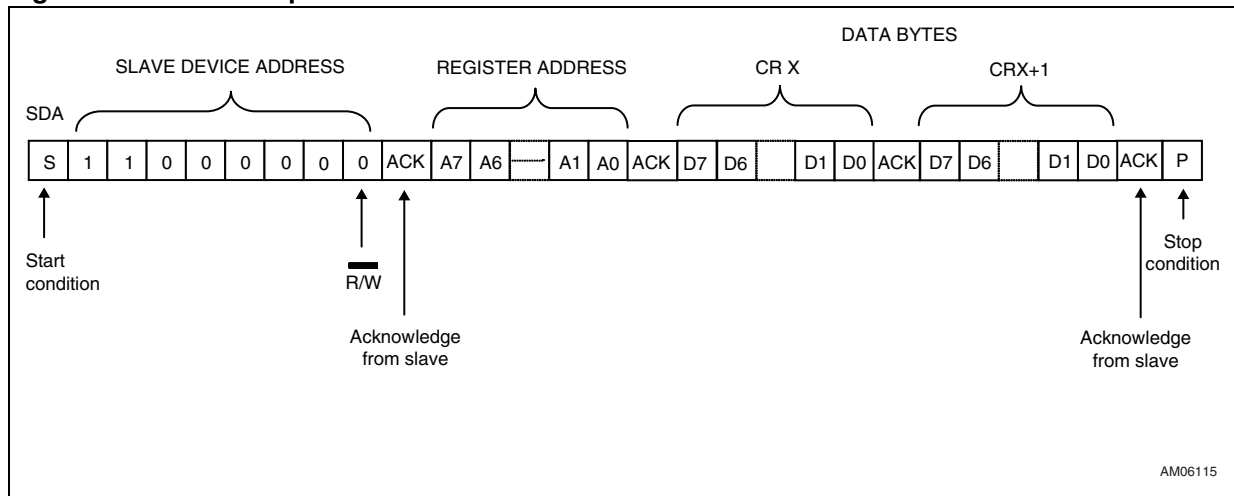 DATA BYTES
SLAVE DEVICE ADDRESS REGISTER ADDRESS CR X CRX+1
SDA
S 1 1 0 0 0 0 0 0 ACK A7 A6 A1 A0 ACK D7 D6 D1 D0 ACK D7 D6 D1 D0 ACK P
Start
condition
R/W
Acknowledge
from slave
Acknowledge
from slave
Stop
condition
AM06115